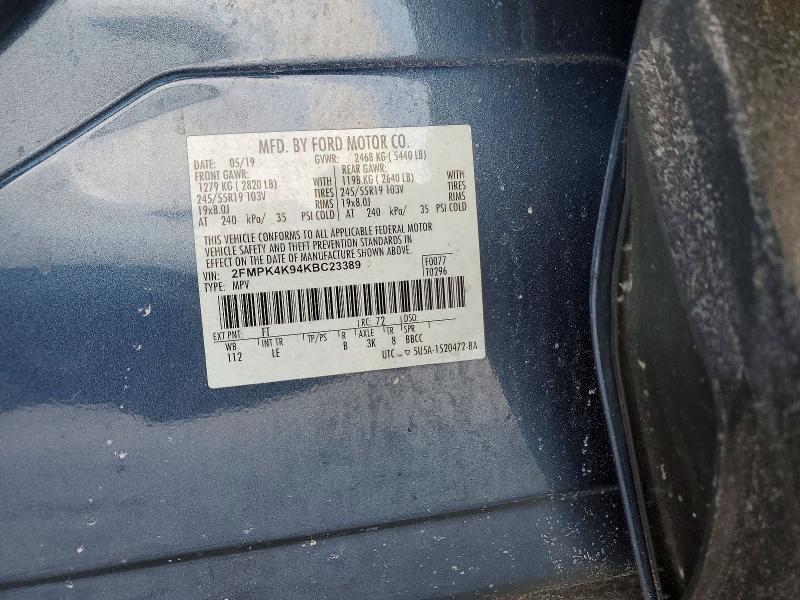 MFD. BY FORD MOTOR CO.
DATE: 05/19 GVWR: 2468 KG ( 5440 LB)
FRONT GAWR: REAR GAWR:
1279 KG ( 2820 LB) WITH 1198 KG ( 2640 LB) WITH
245/55R19 103V TIRES 245/55R19 103V TIRES
19x8.0J RIMS 19x8.0J RIMS
AT 240 kPa/ 35 PSI COLD AT 240 kPa/ 35 PSI COLD
THIS VEHICLE CONFORMS TO ALL APPLICABLE FEDERAL MOTOR
VEHICLE SAFETY AND THEFT PREVENTION STANDARDS IN
EFFECT ON THE DATE OF MANUFACTURE SHOWN ABOVE.
VIN: 2FMPK4K94KBC23389 F0077
TYPE: MPV T0296
EXT PNT: FT RC: 72 DSO:
WB INT TR TP/PS R AXLE TR SPR
112 LE B 3K 8 BBCC
UTC ▽ 5U5A-1520472-BA